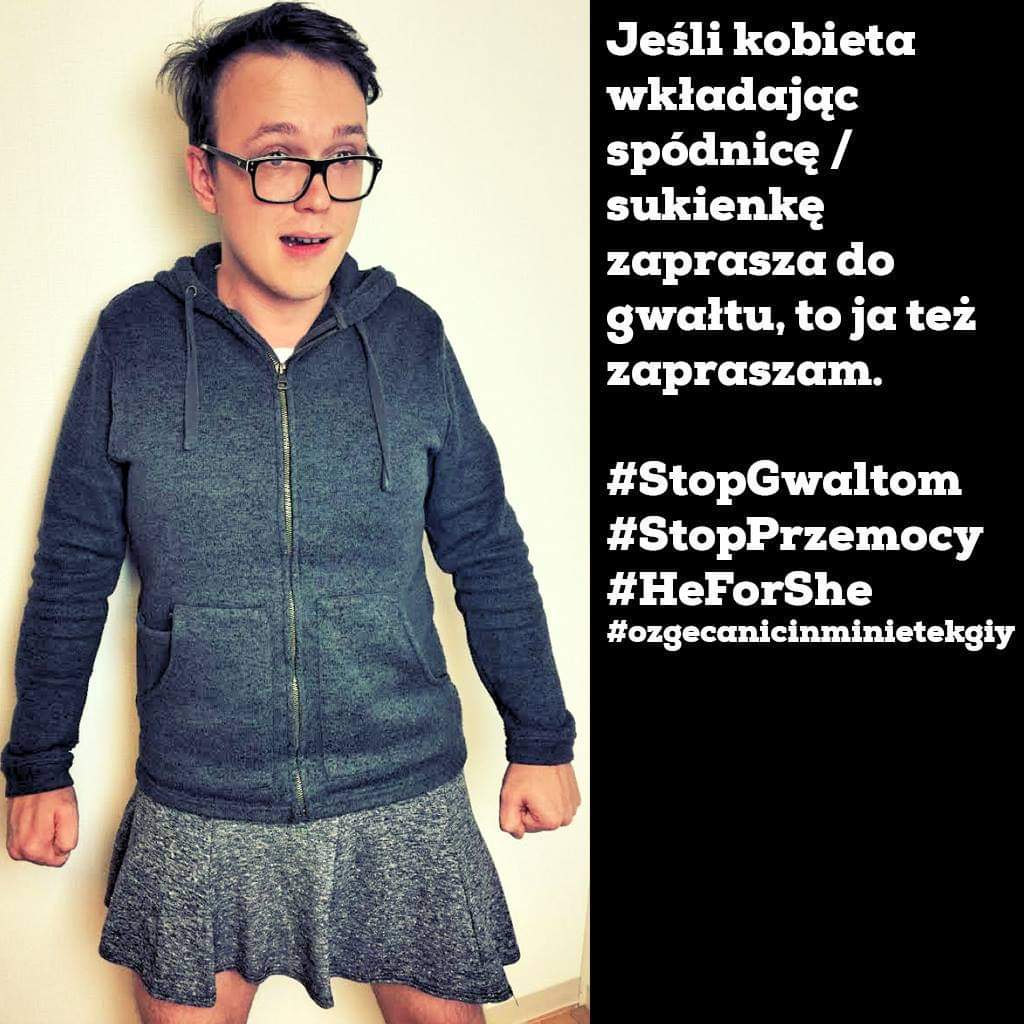 Jeśli kobieta
wkładając
spódnicę /
sukienkę
zaprasza do
gwałtu, to ja też
zapraszam.
#StopGwaltom
#StopPrzemocy
#HeForShe
#ozgecanicinminietekgiy